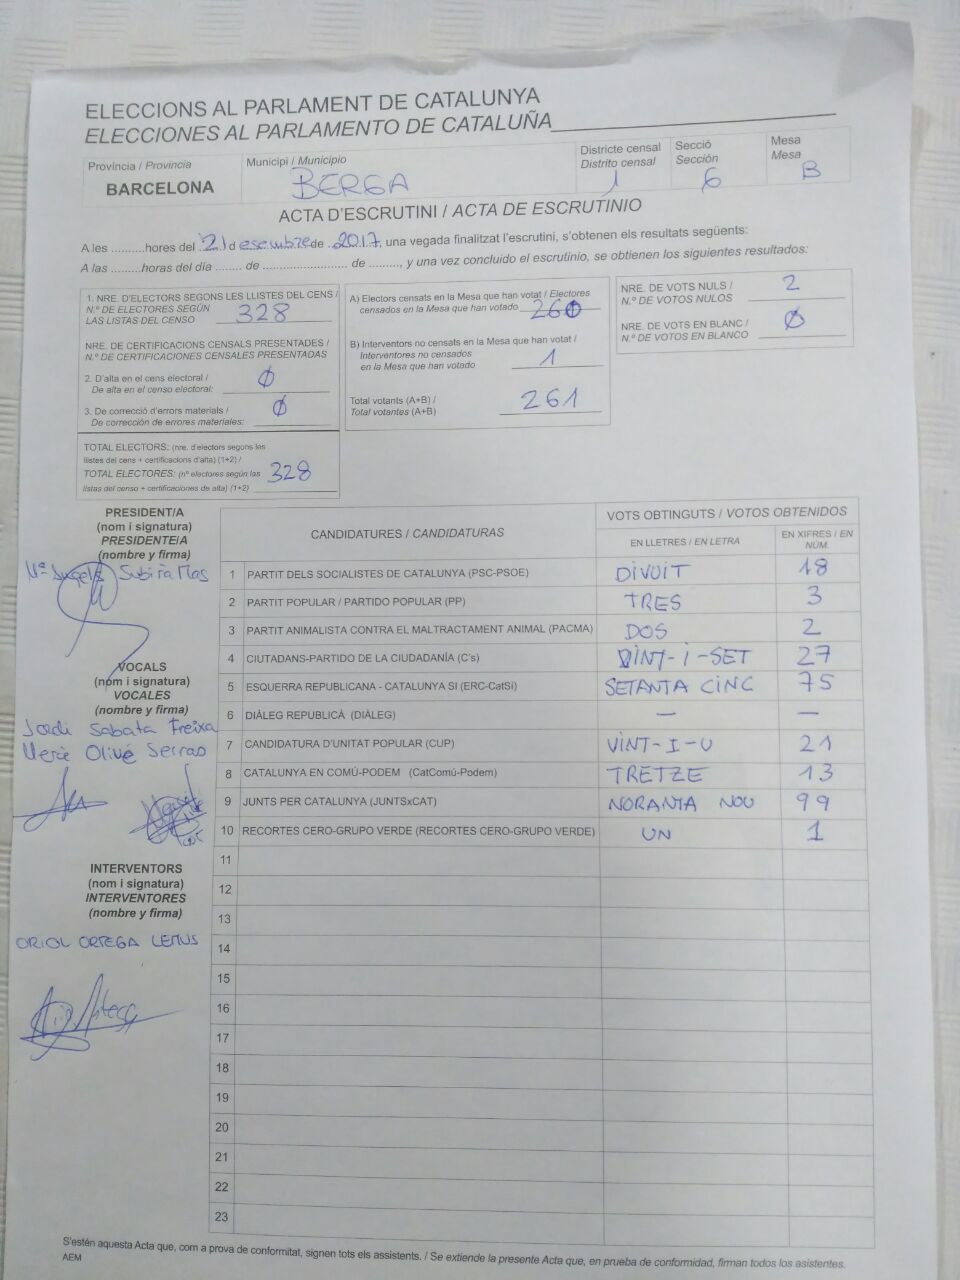 ELECCIONS AL PARLAMENT DE CATALUNYA
ELECCIONES AL PARLAMENTO DE CATALUÑA
Província / Provincia
BARCELONA
Municipi / Municipio
BERGA
Districte censal
Distrito censal
1
Secció
Sección
6
Mesa
Mesa
B
ACTA D'ESCRUTINI / ACTA DE ESCRUTINIO
A les ..........hores del 21 d esembre de 2017, una vegada finalitzat l'escrutini, s'obtenen els resultats següents:
A las .........horas del día ....... de ......................... de ........., y una vez concluido el escrutinio, se obtienen los siguientes resultados:
1. NRE. D'ELECTORS SEGONS LES LLISTES DEL CENS /
N.º DE ELECTORES SEGÚN
LAS LISTAS DEL CENSO 328
NRE. DE CERTIFICACIONS CENSALS PRESENTADES /
N.º DE CERTIFICACIONES CENSALES PRESENTADAS
2. D'alta en el cens electoral /
De alta en el censo electoral: Ø
3. De correcció d'errors materials /
De corrección de errores materiales: Ø
TOTAL ELECTORS: (nre. d'electors segons les
llistes del cens + certificacions d'alta) (1+2) /
TOTAL ELECTORES: (nº electores según las
listas del censo + certificaciones de alta) (1+2) 328
A) Electors censats en la Mesa que han votat / Electores
censados en la Mesa que han votado 260
B) Interventors no censats en la Mesa que han votat /
Interventores no censados
en la Mesa que han votado 1
Total votants (A+B) /
Total votantes (A+B) 261
NRE. DE VOTS NULS /
N.º DE VOTOS NULOS 2
NRE. DE VOTS EN BLANC /
N.º DE VOTOS EN BLANCO Ø
PRESIDENT/A
(nom i signatura)
PRESIDENTE/A
(nombre y firma)
Mª Àngels Subirà Mas
VOCALS
(nom i signatura)
VOCALES
(nombre y firma)
Jordi Sabata Freixa
Mercè Olivé Serras
INTERVENTORS
(nom i signatura)
INTERVENTORES
(nombre y firma)
ORIOL ORTEGA LEMUS
CANDIDATURES / CANDIDATURAS
VOTS OBTINGUTS / VOTOS OBTENIDOS
EN LLETRES / EN LETRA
EN XIFRES / EN NÚM.
1 PARTIT DELS SOCIALISTES DE CATALUNYA (PSC-PSOE) DIVUIT 18
2 PARTIT POPULAR / PARTIDO POPULAR (PP) TRES 3
3 PARTIT ANIMALISTA CONTRA EL MALTRACTAMENT ANIMAL (PACMA) DOS 2
4 CIUTADANS-PARTIDO DE LA CIUDADANÍA (C's) VINT-I-SET 27
5 ESQUERRA REPUBLICANA - CATALUNYA SI (ERC-CatSí) SETANTA CINC 75
6 DIÀLEG REPUBLICÀ (DIÀLEG) — —
7 CANDIDATURA D'UNITAT POPULAR (CUP) VINT-I-U 21
8 CATALUNYA EN COMÚ-PODEM (CatComú-Podem) TRETZE 13
9 JUNTS PER CATALUNYA (JUNTSxCAT) NORANTA NOU 99
10 RECORTES CERO-GRUPO VERDE (RECORTES CERO-GRUPO VERDE) UN 1
11
12
13
14
15
16
17
18
19
20
21
22
23
S'estén aquesta Acta que, com a prova de conformitat, signen tots els assistents. / Se extiende la presente Acta que, en prueba de conformidad, firman todos los asistentes.
AEM